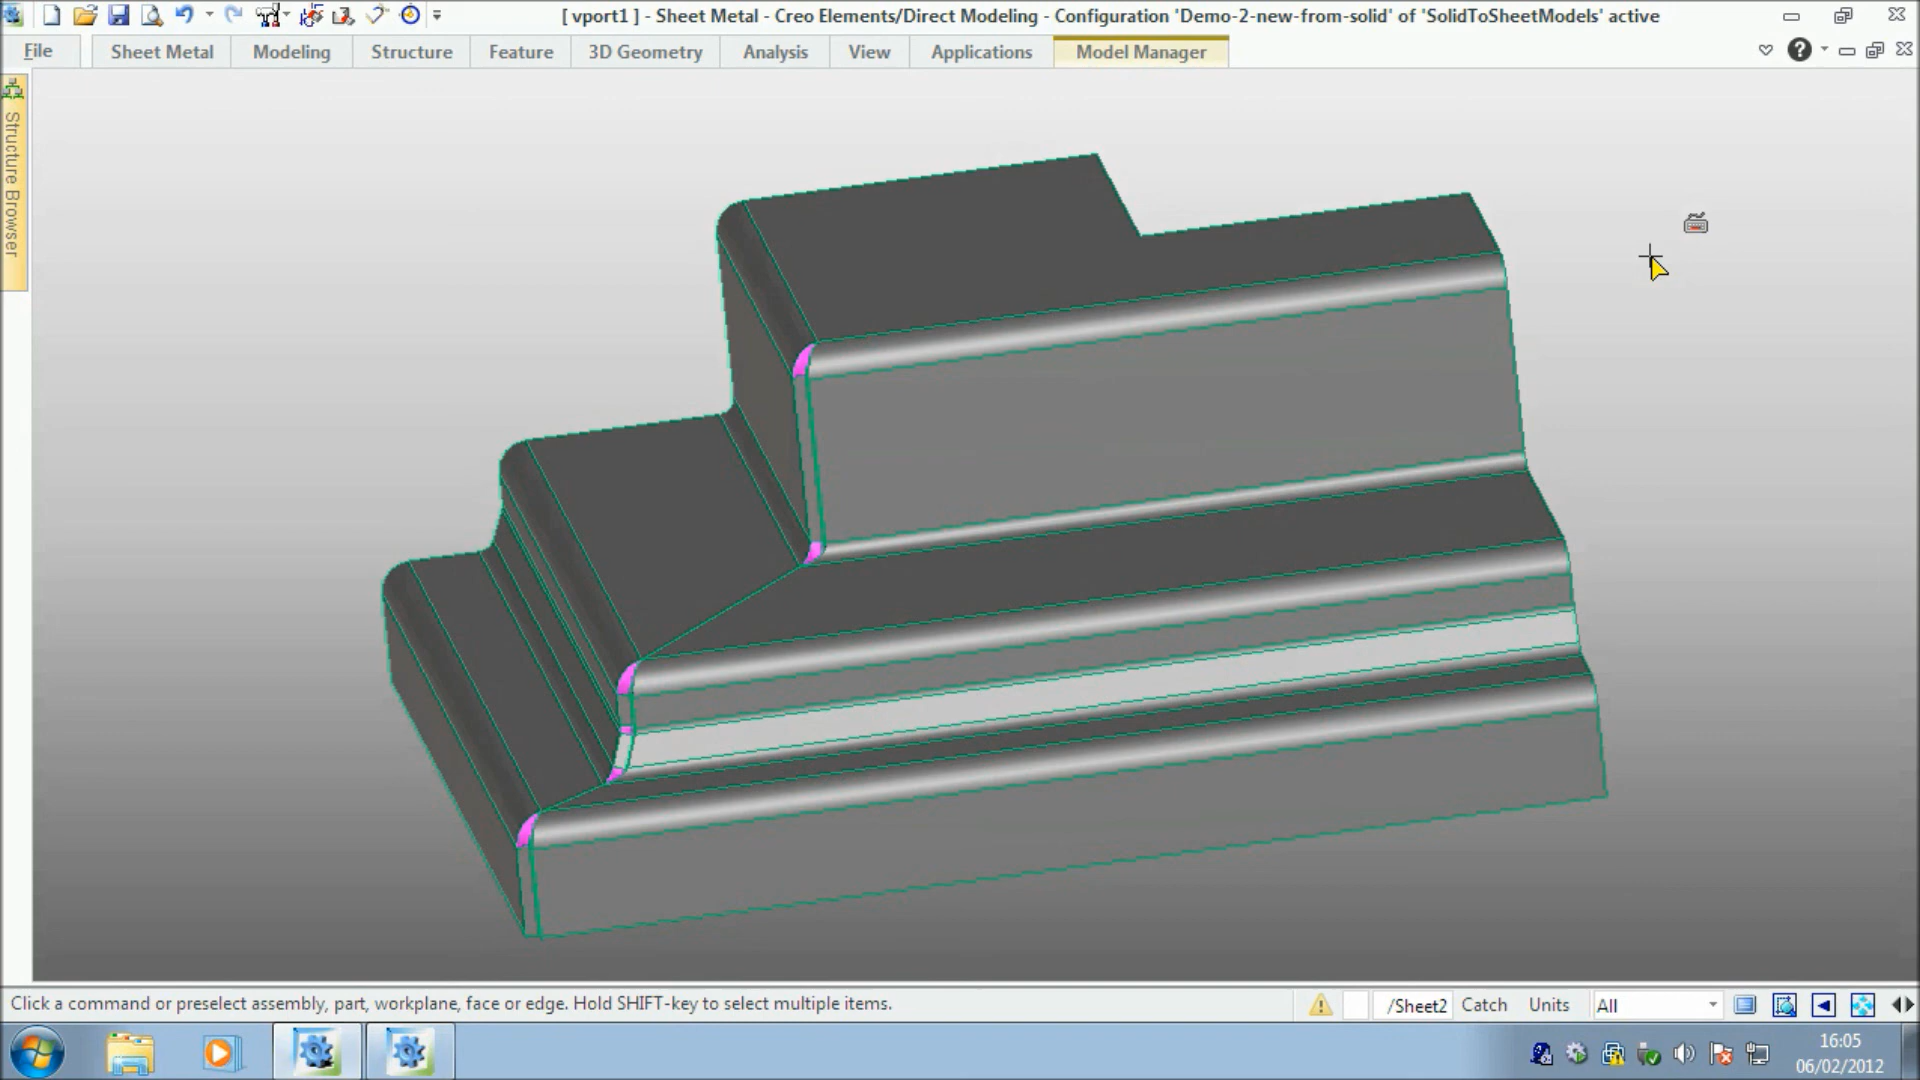 [ vport1 ] - Sheet Metal - Creo Elements/Direct Modeling - Configuration 'Demo-2-new-from-solid' of 'SolidToSheetModels' active
File Sheet Metal Modeling Structure Feature 3D Geometry Analysis View Applications Model Manager
Structure Browser
Click a command or preselect assembly, part, workplane, face or edge. Hold SHIFT-key to select multiple items.
/Sheet2 Catch Units All
16:05
06/02/2012